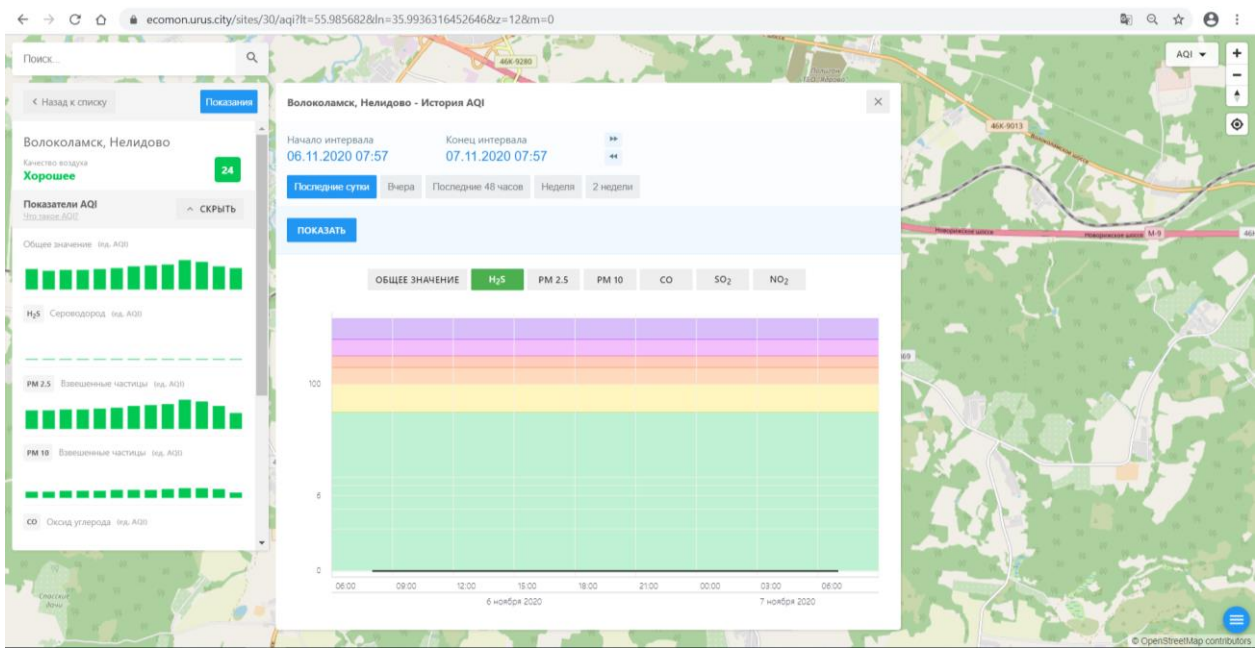 ecomon.urus.city/sites/30/aqi?lt=55.985682&ln=35.9936316452646&z=12&m=0
Поиск...
46К-9280
AQI
< Назад к списку
Показания
Волоколамск, Нелидово - История AQI
46К-9013
Волоколамск, Нелидово
Качество воздуха
Хорошее
24
Начало интервала
Конец интервала
06.11.2020 07:57
07.11.2020 07:57
Последние сутки
Вчера
Последние 48 часов
Неделя
2 недели
Показатели AQI
Что такое AQI?
СКРЫТЬ
ПОКАЗАТЬ
Новорижское шоссе
Новорижское шоссе
М-9
Общее значение (ед. AQI)
ОБЩЕЕ ЗНАЧЕНИЕ
H₂S
PM 2.5
PM 10
CO
SO₂
NO₂
H₂S Сероводород (ед. AQI)
PM 2.5 Взвешенные частицы (ед. AQI)
PM 10 Взвешенные частицы (ед. AQI)
CO Оксид углерода (ед. AQI)
100
6
0
06:00
09:00
12:00
15:00
18:00
21:00
00:00
03:00
06:00
6 ноября 2020
7 ноября 2020
Спасские
дачи
© OpenStreetMap contributors